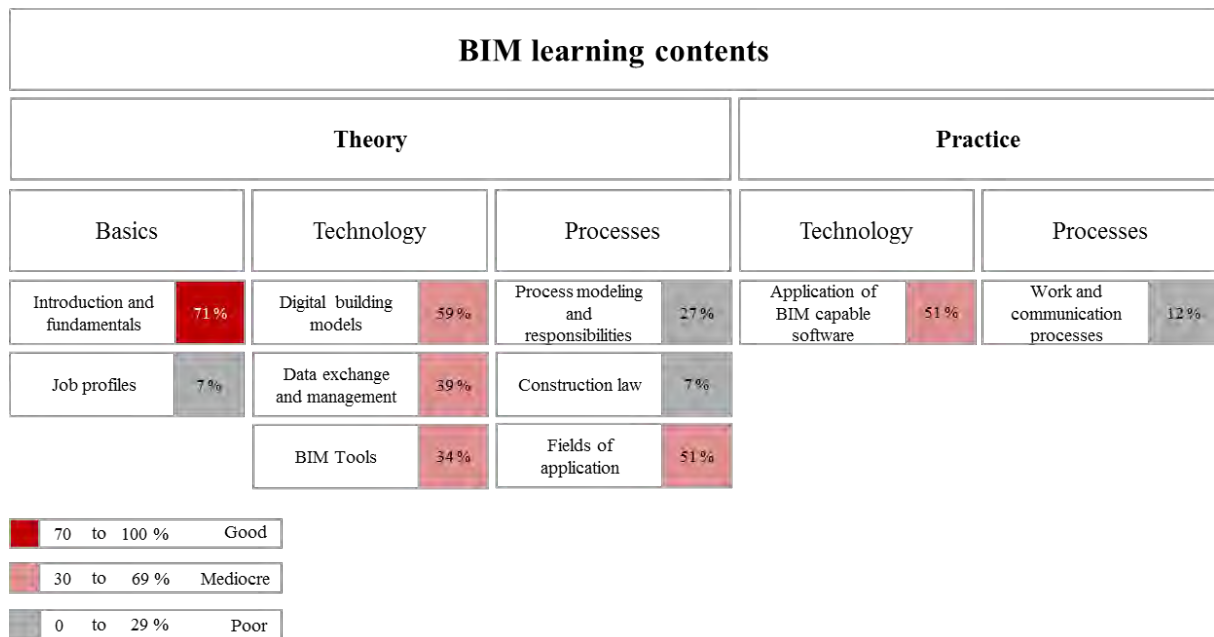 BIM learning contents
Theory
Practice
Basics
Technology
Processes
Technology
Processes
Introduction and
fundamentals
71%
Digital building
models
59%
Process modeling
and
responsibilities
27%
Application of
BIM capable
software
51%
Work and
communication
processes
12%
Job profiles
7%
Data exchange
and management
39%
Construction law
7%
BIM Tools
34%
Fields of
application
51%
70 to 100 % Good
30 to 69 % Mediocre
0 to 29 % Poor